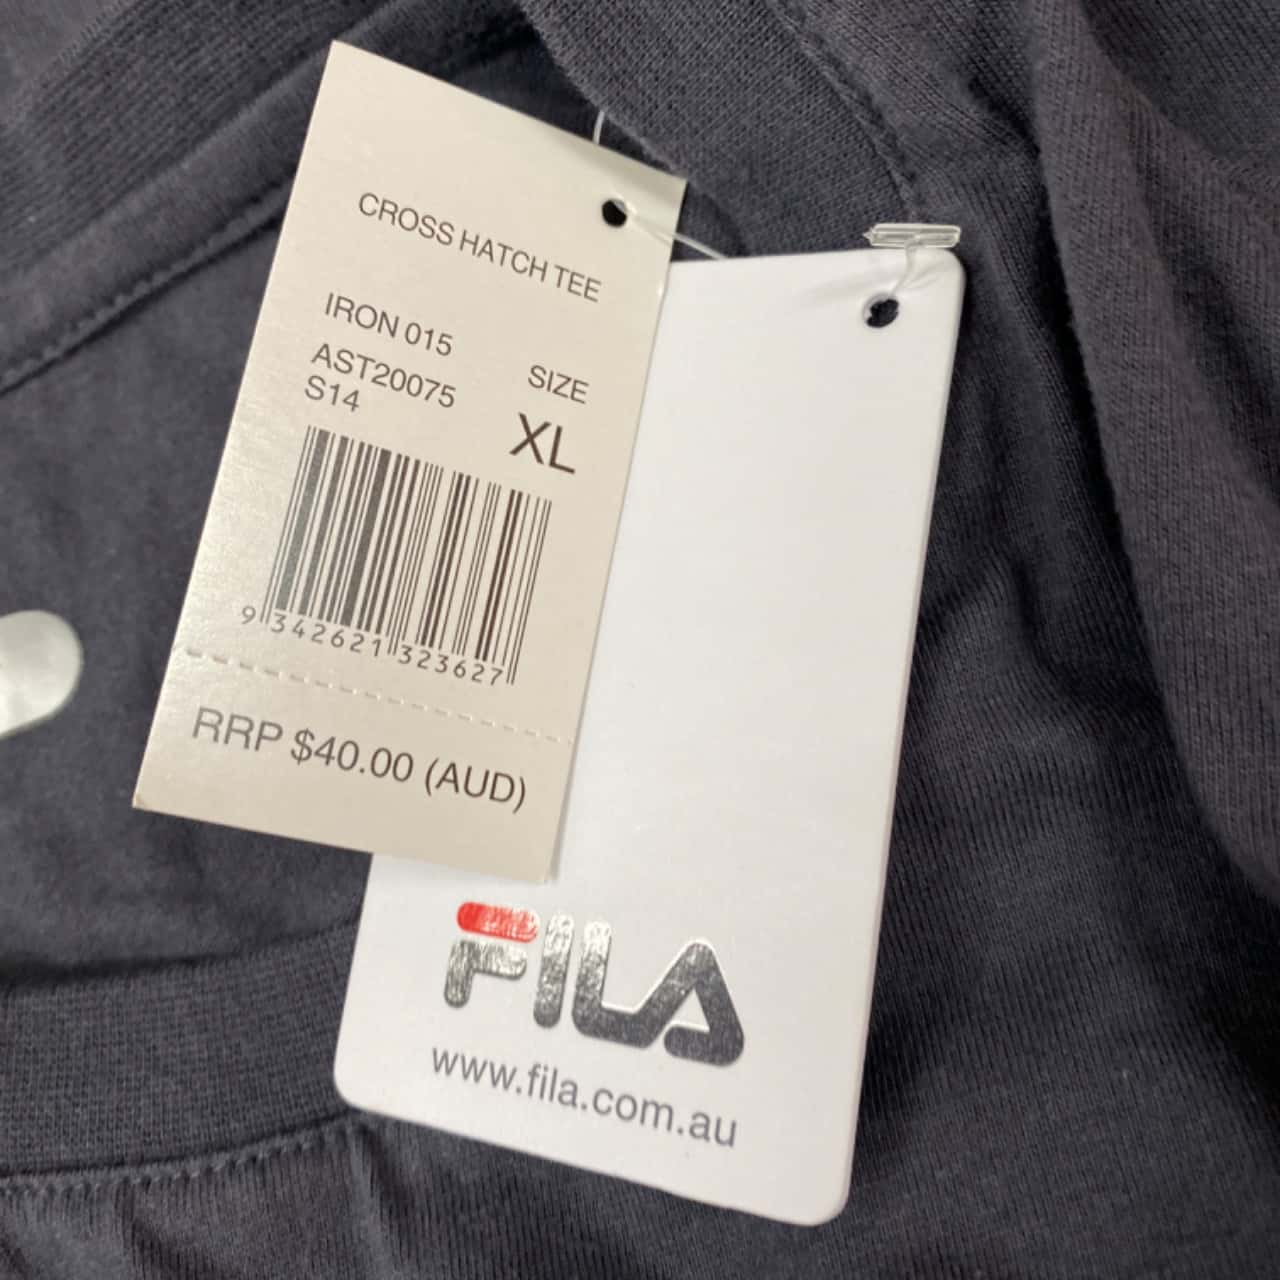 CROSS HATCH TEE
IRON 015
AST20075
S14
SIZE
XL
9 342621 323627
RRP $40.00 (AUD)
FILA
www.fila.com.au